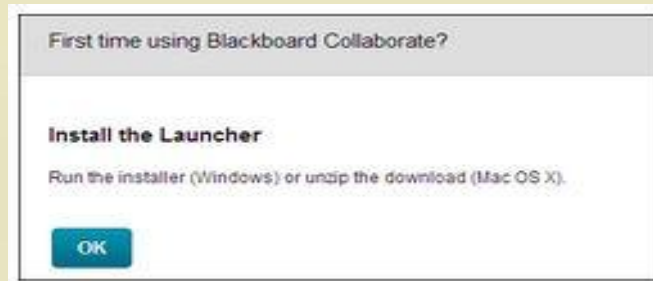 First time using Blackboard Collaborate?
Install the Launcher
Run the installer (Windows) or unzip the download (Mac OS X).
OK